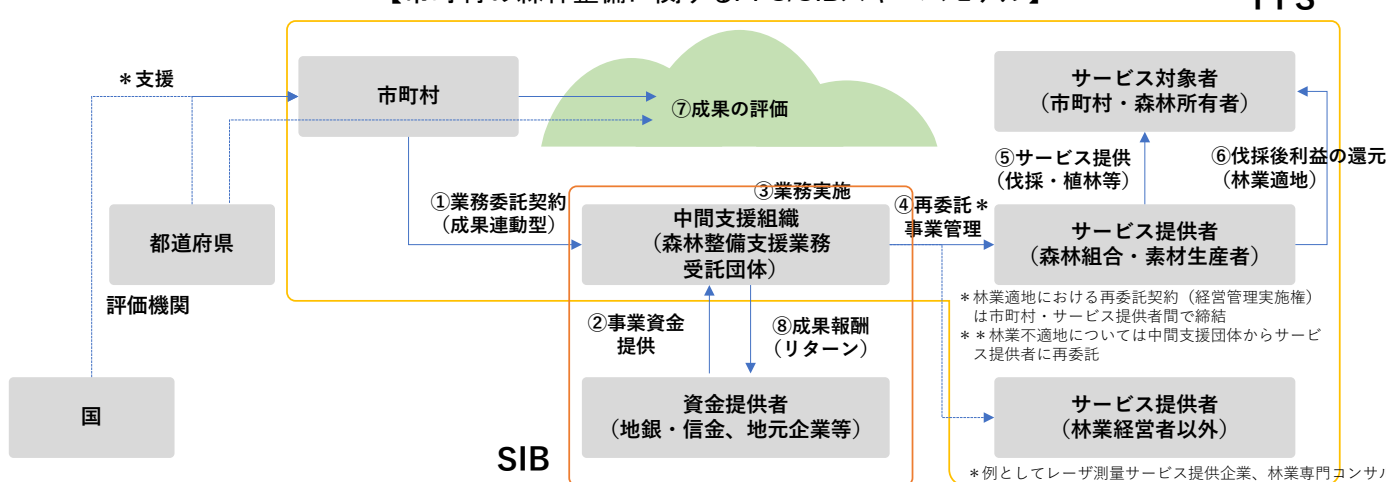 ＊支援
市町村
⑦成果の評価
サービス対象者
（市町村・森林所有者）
⑤サービス提供
（伐採・植林等）
⑥伐採後利益の還元
（林業適地）
①業務委託契約
（成果連動型）
③業務実施
中間支援組織
（森林整備支援業務
受託団体）
④再委託＊
事業管理
サービス提供者
（森林組合・素材生産者）
都道府県
評価機関
＊林業適地における再委託契約（経営管理実施権）
は市町村・サービス提供者間で締結
＊＊林業不適地については中間支援団体からサービ
ス提供者に再委託
②事業資金
提供
⑧成果報酬
（リターン）
国
資金提供者
（地銀・信金、地元企業等）
サービス提供者
（林業経営者以外）
SIB
＊例としてレーザ測量サービス提供企業、林業専門コンサル